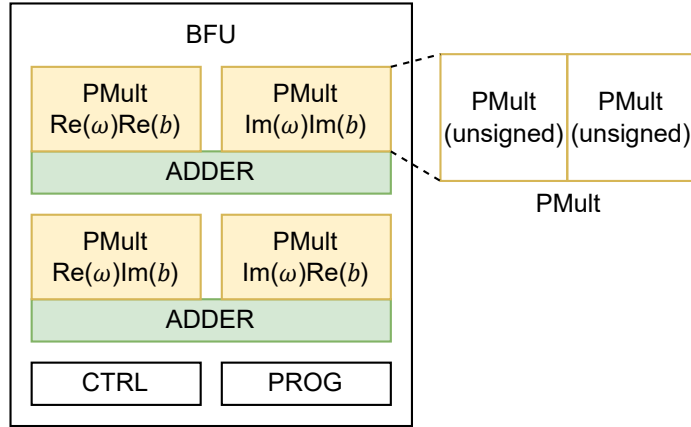 BFU
PMult
Re(ω)Re(b)
PMult
Im(ω)Im(b)
ADDER
PMult
Re(ω)Im(b)
PMult
Im(ω)Re(b)
ADDER
CTRL
PROG
PMult
(unsigned)
PMult
(unsigned)
PMult